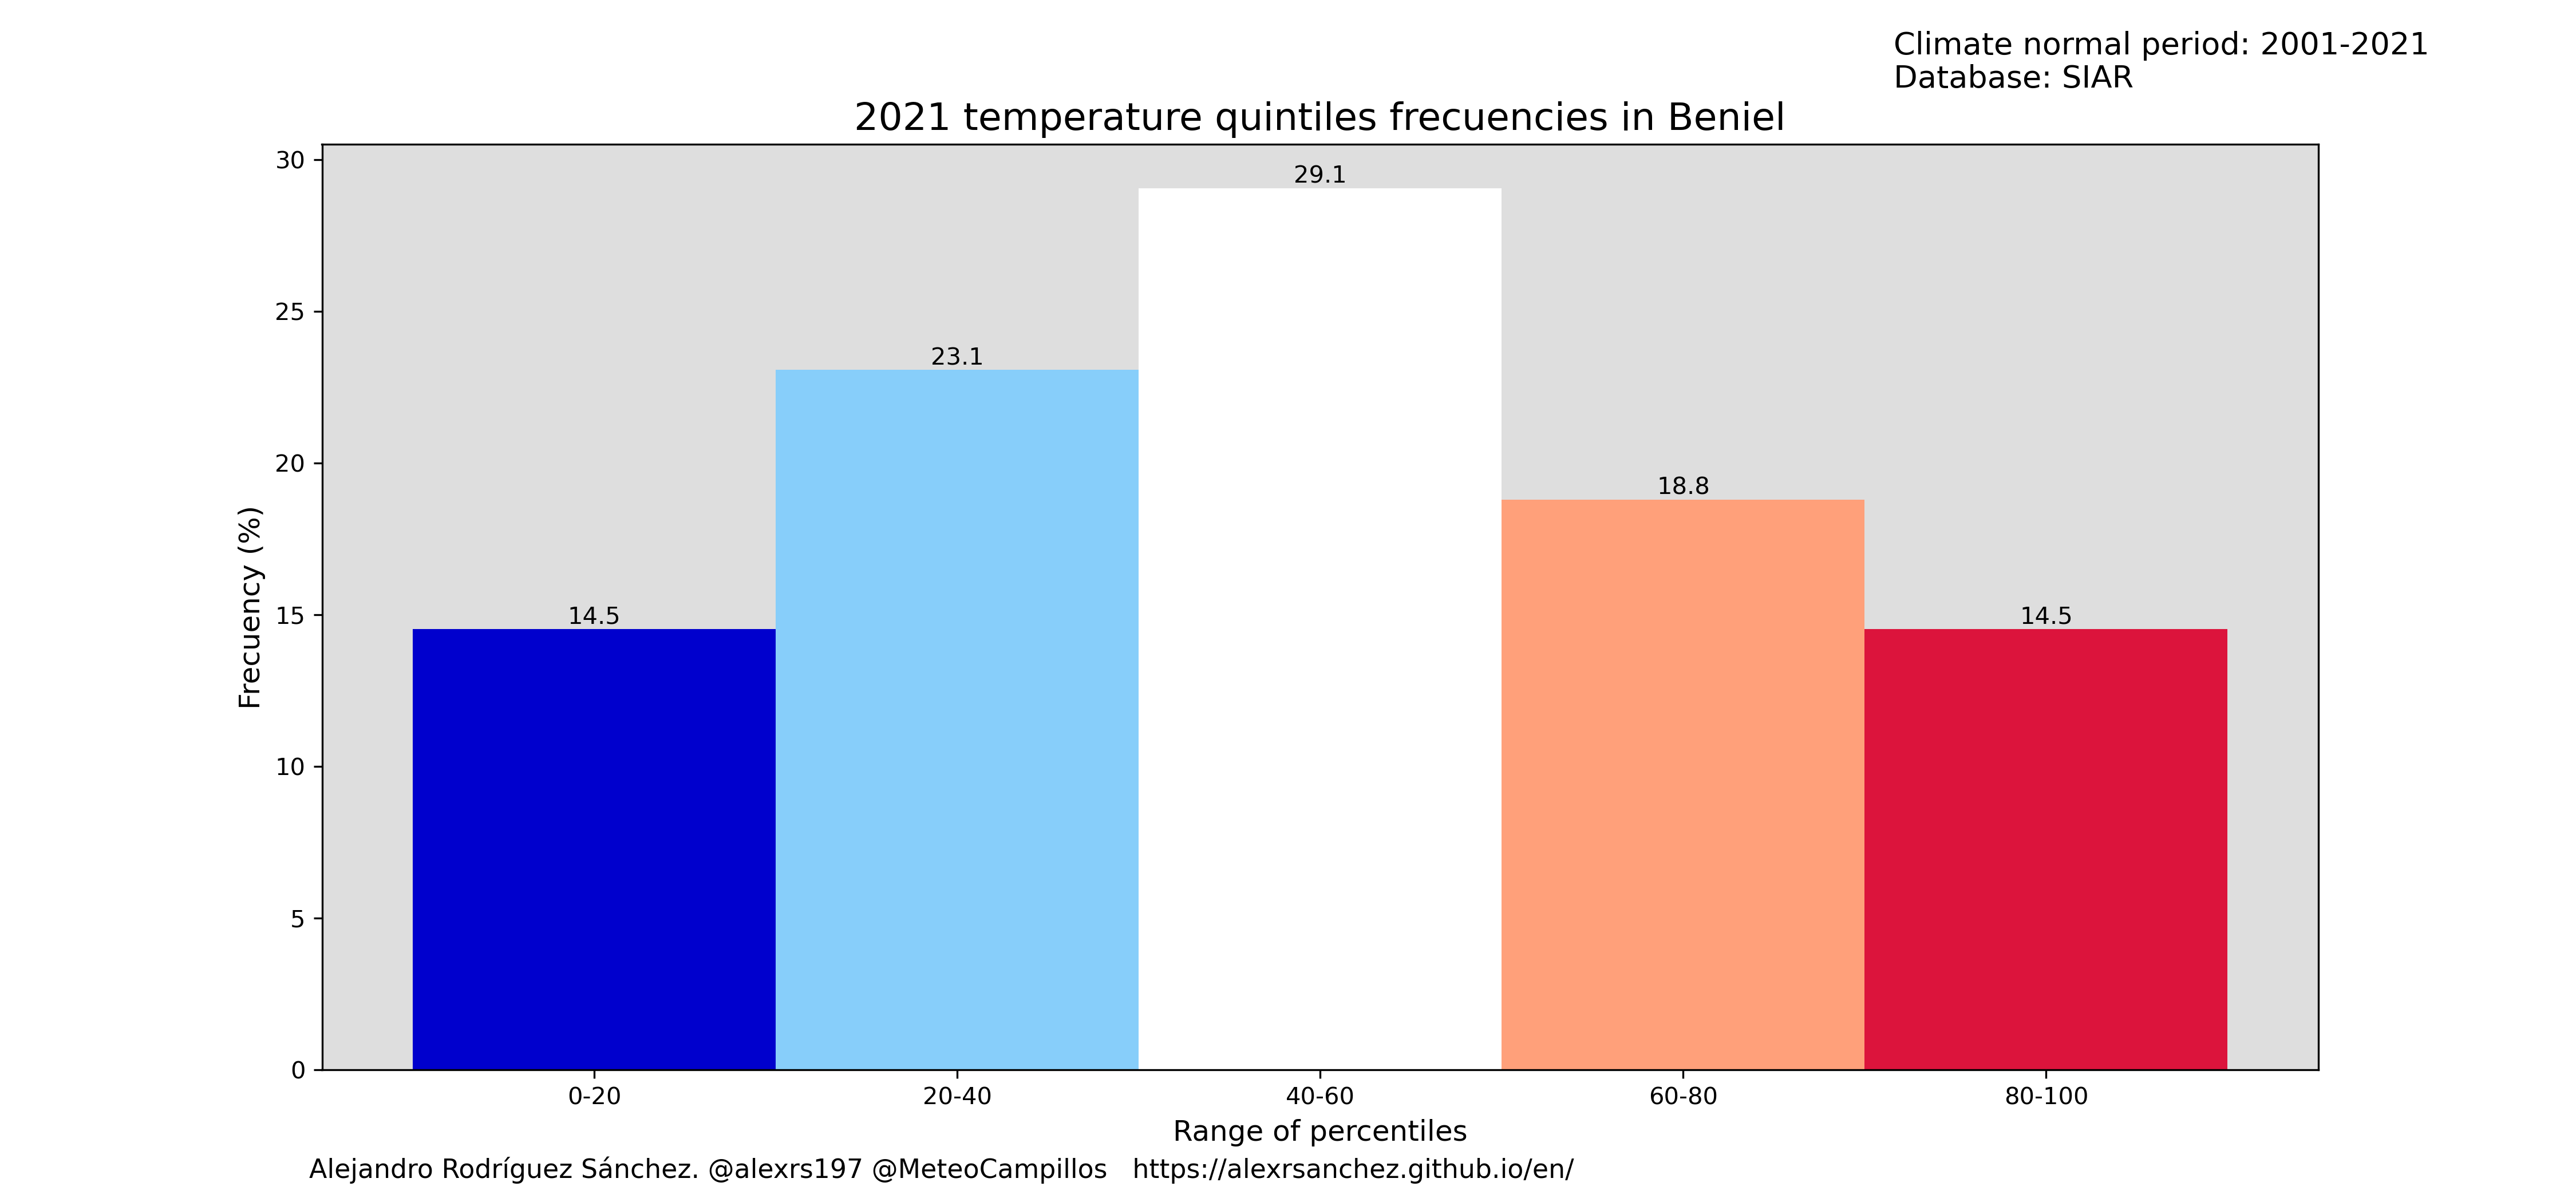 Climate normal period: 2001-2021
Database: SIAR
2021 temperature quintiles frecuencies in Beniel
30
25
20
15
10
5
0
Frecuency (%)
14.5
23.1
29.1
18.8
14.5
0-20
20-40
40-60
60-80
80-100
Range of percentiles
Alejandro Rodríguez Sánchez. @alexrs197 @MeteoCampillos https://alexrsanchez.github.io/en/